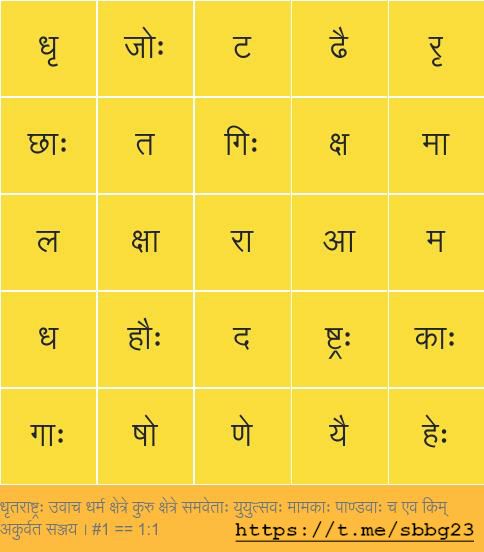 धृ जोः ट ढै रृ
छाः त गिः क्ष मा
ल क्षा रा आ म
ध हौः द ष्ट्रः काः
गाः षो णे यै हेः
धृतराष्ट्रः उवाच धर्म क्षेत्रे कुरु क्षेत्रे समवेताः युयुत्सवः मामकाः पाण्डवाः च एव किम्
अकुर्वत सञ्जय । #1 == 1:1 https://t.me/sbbg23